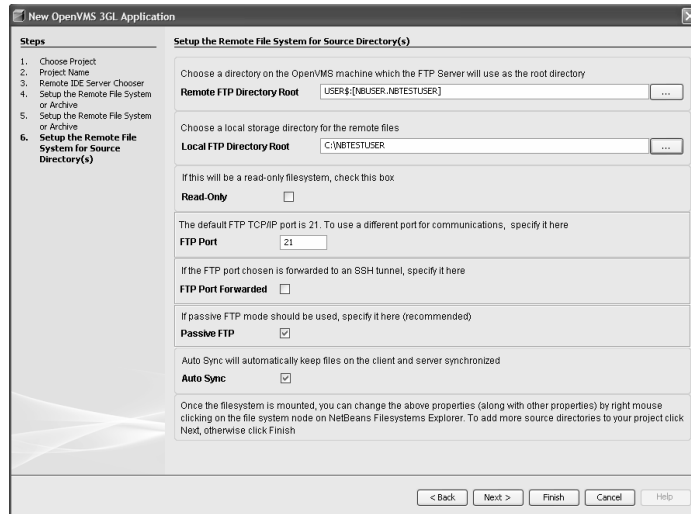 New OpenVMS 3GL Application
Steps
1. Choose Project
2. Project Name
3. Remote IDE Server Chooser
4. Setup the Remote File System
or Archive
5. Setup the Remote File System
or Archive
6. Setup the Remote File
System for Source
Directory(s)
Setup the Remote File System for Source Directory(s)
Choose a directory on the OpenVMS machine which the FTP Server will use as the root directory
Remote FTP Directory Root USER$:[NBUSER.NBTESTUSER] ...
Choose a local storage directory for the remote files
Local FTP Directory Root C:\NBTESTUSER ...
If this will be a read-only filesystem, check this box
Read-Only
The default FTP TCP/IP port is 21. To use a different port for communications, specify it here
FTP Port 21
If the FTP port chosen is forwarded to an SSH tunnel, specify it here
FTP Port Forwarded
If passive FTP mode should be used, specify it here (recommended)
Passive FTP
Auto Sync will automatically keep files on the client and server synchronized
Auto Sync
Once the filesystem is mounted, you can change the above properties (along with other properties) by right mouse
clicking on the file system node on NetBeans Filesystems Explorer. To add more source directories to your project click
Next, otherwise click Finish
< Back Next > Finish Cancel Help